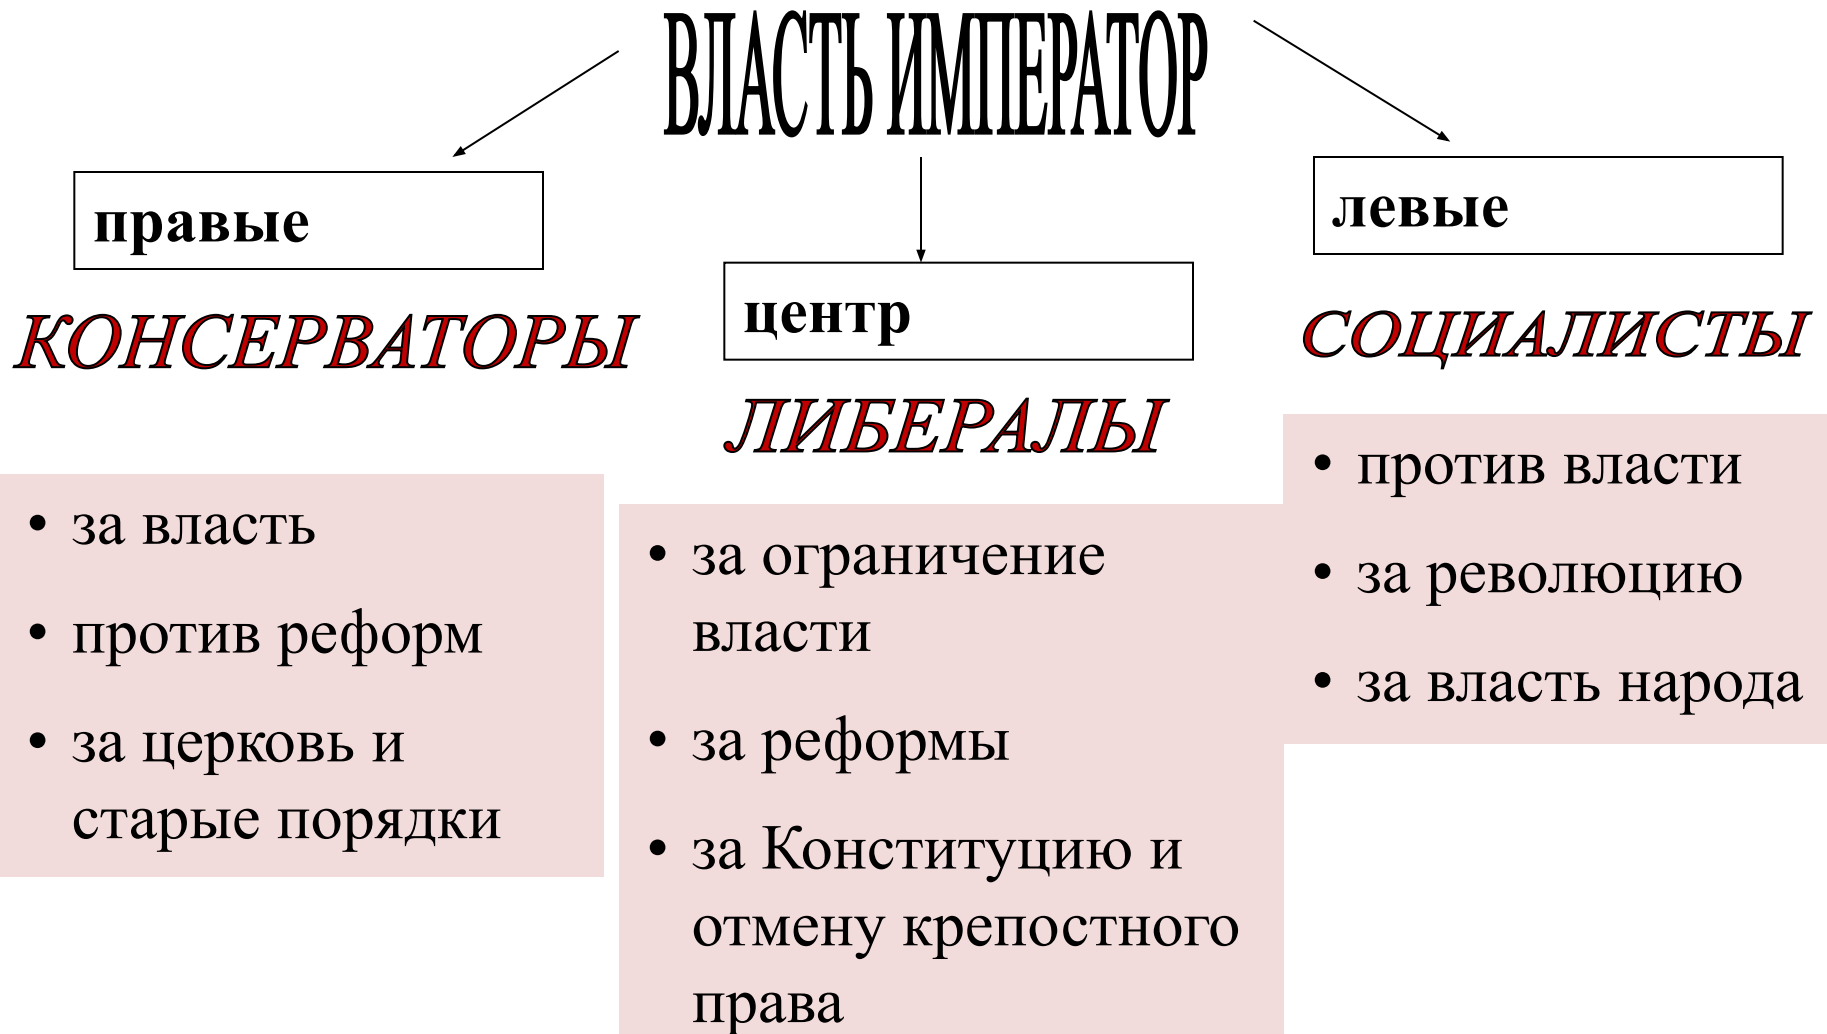 ВЛАСТЬ ИМПЕРАТОР
правые
КОНСЕРВАТОРЫ
• за власть
• против реформ
• за церковь и
старые порядки
центр
ЛИБЕРАЛЫ
• за ограничение
власти
• за реформы
• за Конституцию и
отмену крепостного
права
левые
СОЦИАЛИСТЫ
• против власти
• за революцию
• за власть народа